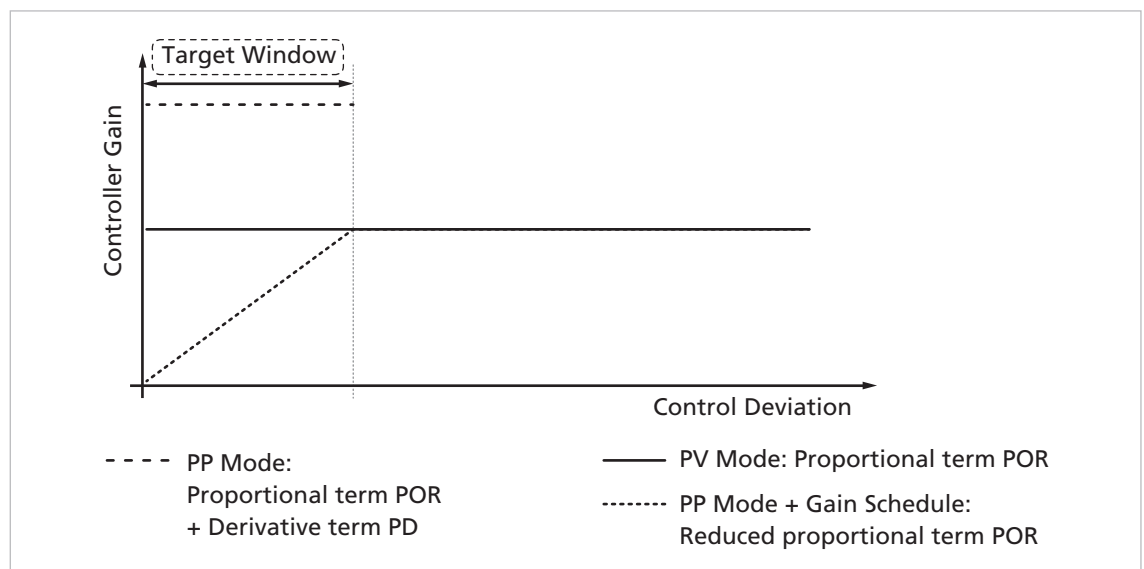 Target Window
Controller Gain
Control Deviation
PP Mode:
Proportional term POR
+ Derivative term PD
PV Mode: Proportional term POR
PP Mode + Gain Schedule:
Reduced proportional term POR